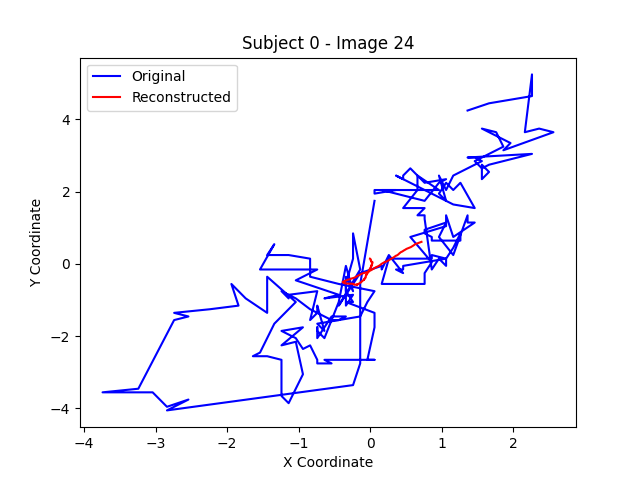 Subject 0 - Image 24
Original
Reconstructed
Y Coordinate
4
2
0
−2
−4
−4
−3
−2
−1
0
1
2
X Coordinate